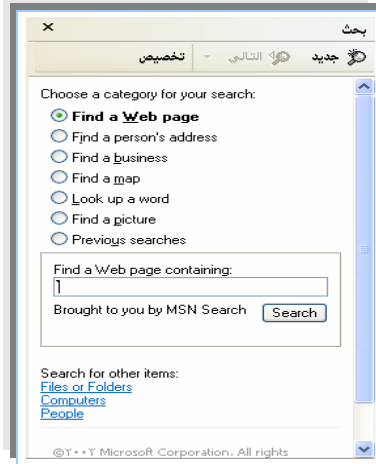 بحث
جديد التالي تخصيص
Choose a category for your search:
Find a Web page
Find a person's address
Find a business
Find a map
Look up a word
Find a picture
Previous searches
Find a Web page containing:
Brought to you by MSN Search Search
Search for other items:
Files or Folders
Computers
People
©٢٠٠٢ Microsoft Corporation. All rights